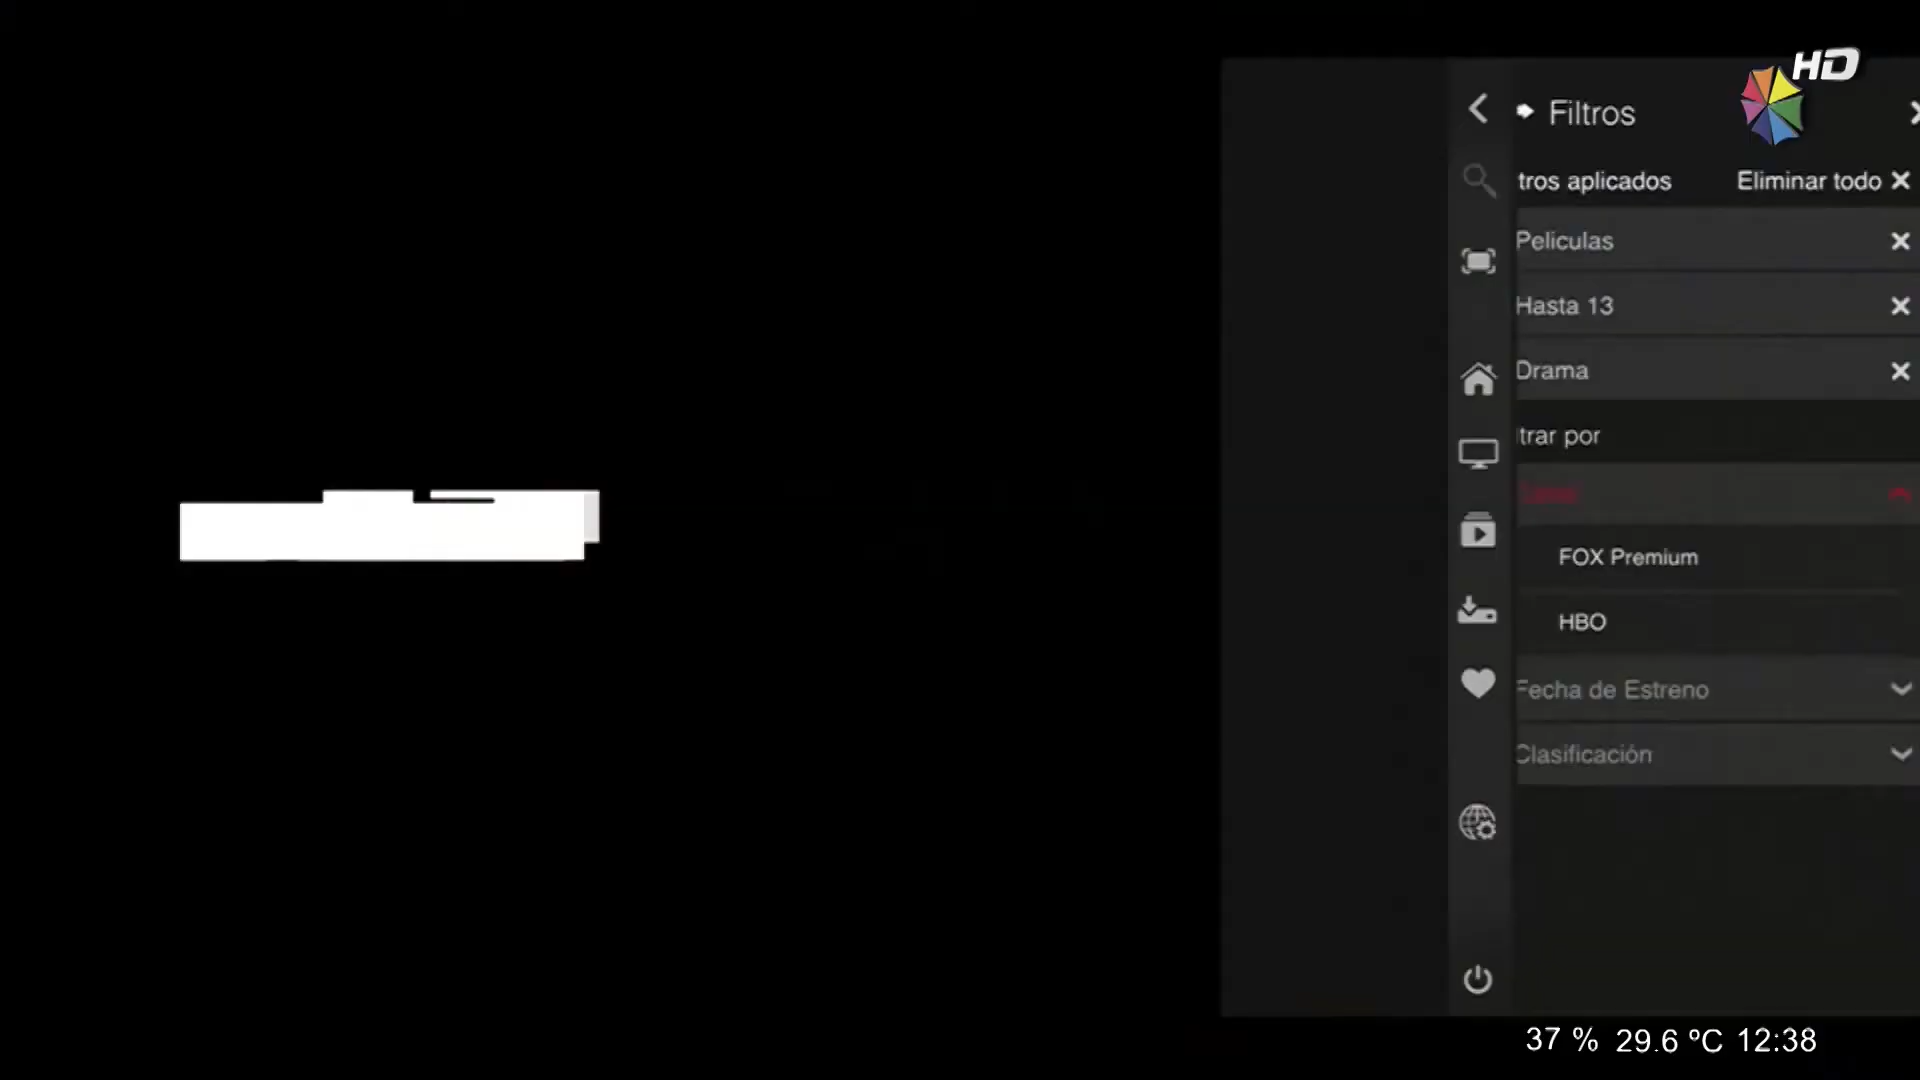 HD
Filtros
tros aplicados
Eliminar todo
Peliculas
Hasta 13
Drama
trar por
FOX Premium
HBO
Fecha de Estreno
Clasificación
37 % 29.6 ºC 12:38